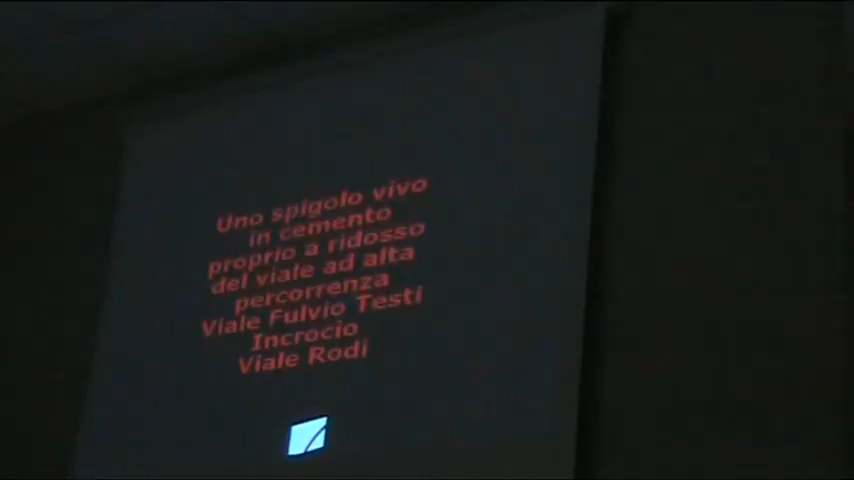 Uno spigolo vivo
in cemento
proprio a ridosso
del viale ad alta
percorrenza
Viale Fulvio Testi
Incrocio
Viale Rodi